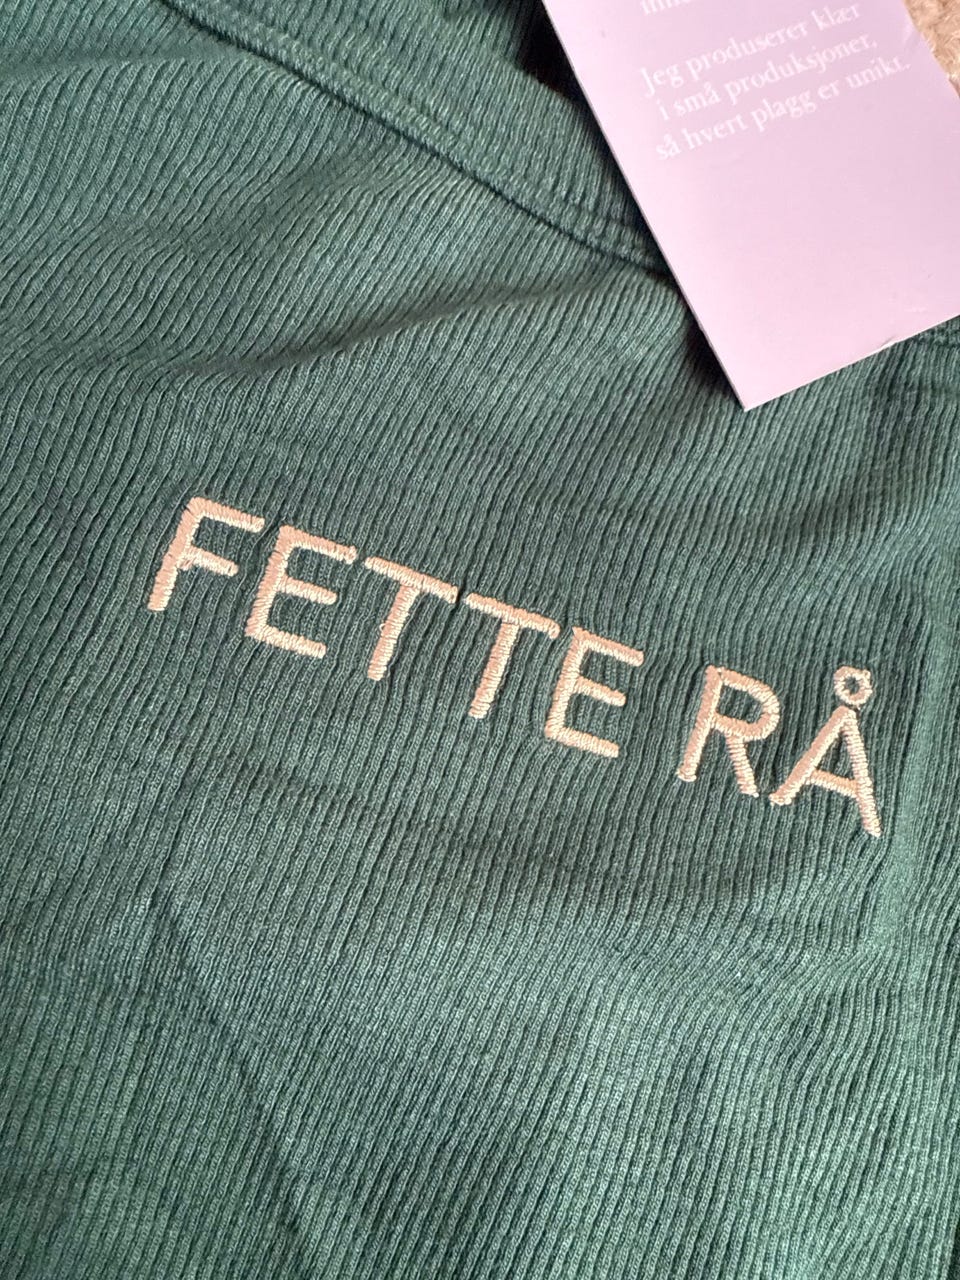 Jeg produserer klær
i små produksjoner,
så hvert plagg er unikt.
FETTE RÅ